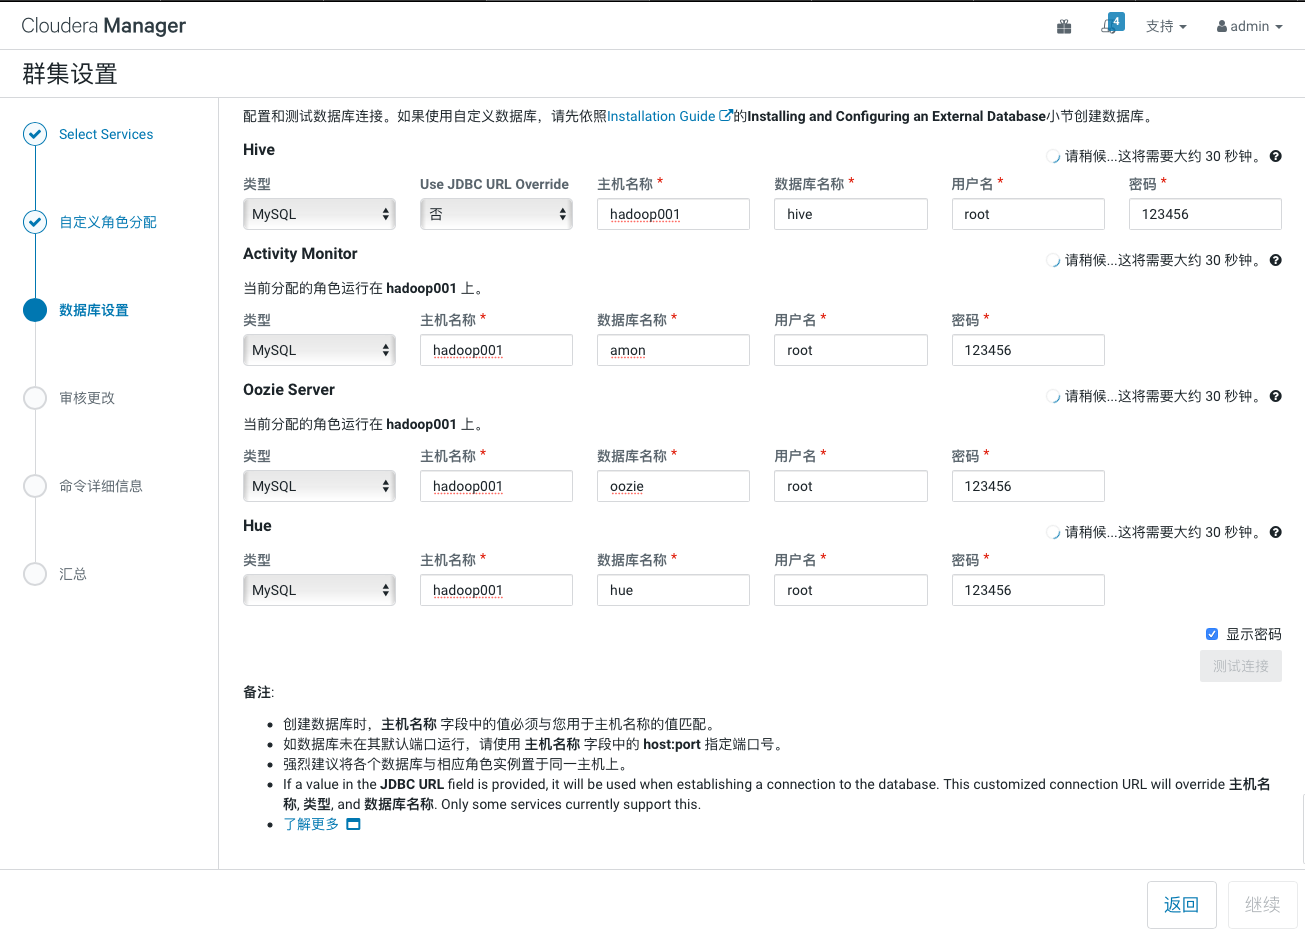 Cloudera Manager
4
支持
admin
群集设置
Select Services
自定义角色分配
数据库设置
审核更改
命令详细信息
汇总
配置和测试数据库连接。如果使用自定义数据库，请先依照Installation Guide的Installing and Configuring an External Database小节创建数据库。
Hive
请稍候...这将需要大约 30 秒钟。
类型 Use JDBC URL Override 主机名称 * 数据库名称 * 用户名 * 密码 *
MySQL 否 hadoop001 hive root 123456
Activity Monitor
请稍候...这将需要大约 30 秒钟。
当前分配的角色运行在 hadoop001 上。
类型 主机名称 * 数据库名称 * 用户名 * 密码 *
MySQL hadoop001 amon root 123456
Oozie Server
请稍候...这将需要大约 30 秒钟。
当前分配的角色运行在 hadoop001 上。
类型 主机名称 * 数据库名称 * 用户名 * 密码 *
MySQL hadoop001 oozie root 123456
Hue
请稍候...这将需要大约 30 秒钟。
类型 主机名称 * 数据库名称 * 用户名 * 密码 *
MySQL hadoop001 hue root 123456
显示密码
测试连接
备注:
创建数据库时，主机名称 字段中的值必须与您用于主机名称的值匹配。
如数据库未在其默认端口运行，请使用 主机名称 字段中的 host:port 指定端口号。
强烈建议将各个数据库与相应角色实例置于同一主机上。
If a value in the JDBC URL field is provided, it will be used when establishing a connection to the database. This customized connection URL will override 主机名
称, 类型, and 数据库名称. Only some services currently support this.
了解更多
返回
继续